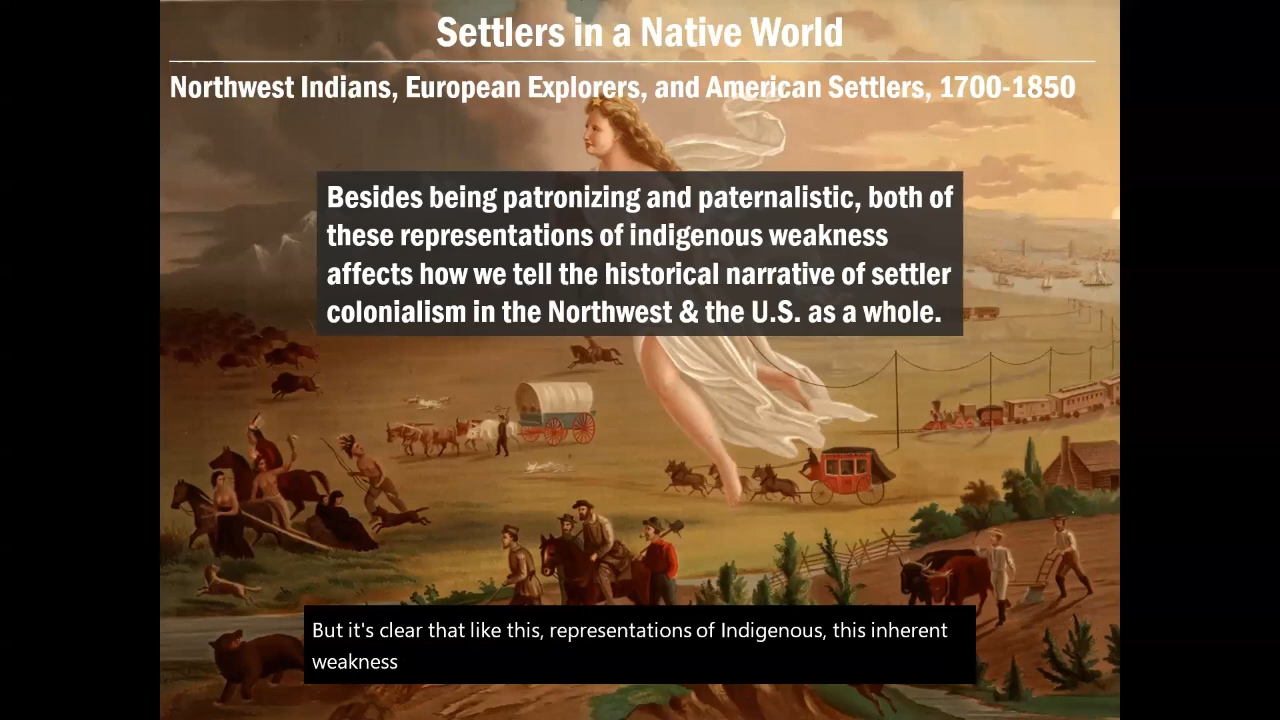 Settlers in a Native World
Northwest Indians, European Explorers, and American Settlers, 1700-1850
Besides being patronizing and paternalistic, both of
these representations of indigenous weakness
affects how we tell the historical narrative of settler
colonialism in the Northwest & the U.S. as a whole.
But it's clear that like this, representations of Indigenous, this inherent
weakness